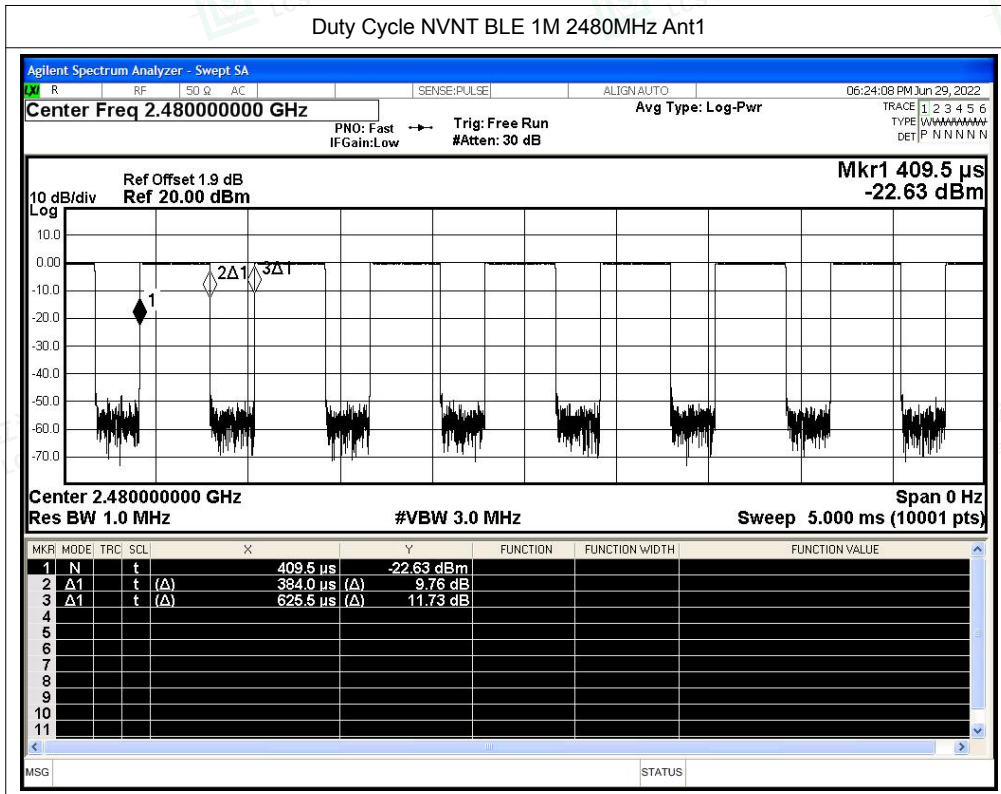 Duty Cycle NVNT BLE 1M 2480MHz Ant1
Agilent Spectrum Analyzer - Swept SA
LXI R RF 50 Ω AC SENSE:PULSE ALIGN AUTO 06:24:08 PM Jun 29, 2022
Center Freq 2.480000000 GHz Avg Type: Log-Pwr TRACE 1 2 3 4 5 6
PNO: Fast Trig: Free Run TYPE WWWWWW
IFGain:Low #Atten: 30 dB DET P N N N N N
Mkr1 409.5 µs
Ref Offset 1.9 dB
10 dB/div Ref 20.00 dBm -22.63 dBm
Log
10.0
0.00
2Δ1 3Δ1
-10.0
1
-20.0
-30.0
-40.0
-50.0
-60.0
-70.0
Center 2.480000000 GHz Span 0 Hz
Res BW 1.0 MHz #VBW 3.0 MHz Sweep 5.000 ms (10001 pts)
MKR MODE TRC SCL X Y FUNCTION FUNCTION WIDTH FUNCTION VALUE
1 N t 409.5 µs -22.63 dBm
2 Δ1 t (Δ) 384.0 µs (Δ) 9.76 dB
3 Δ1 t (Δ) 625.5 µs (Δ) 11.73 dB
4
5
6
7
8
9
10
11
MSG STATUS